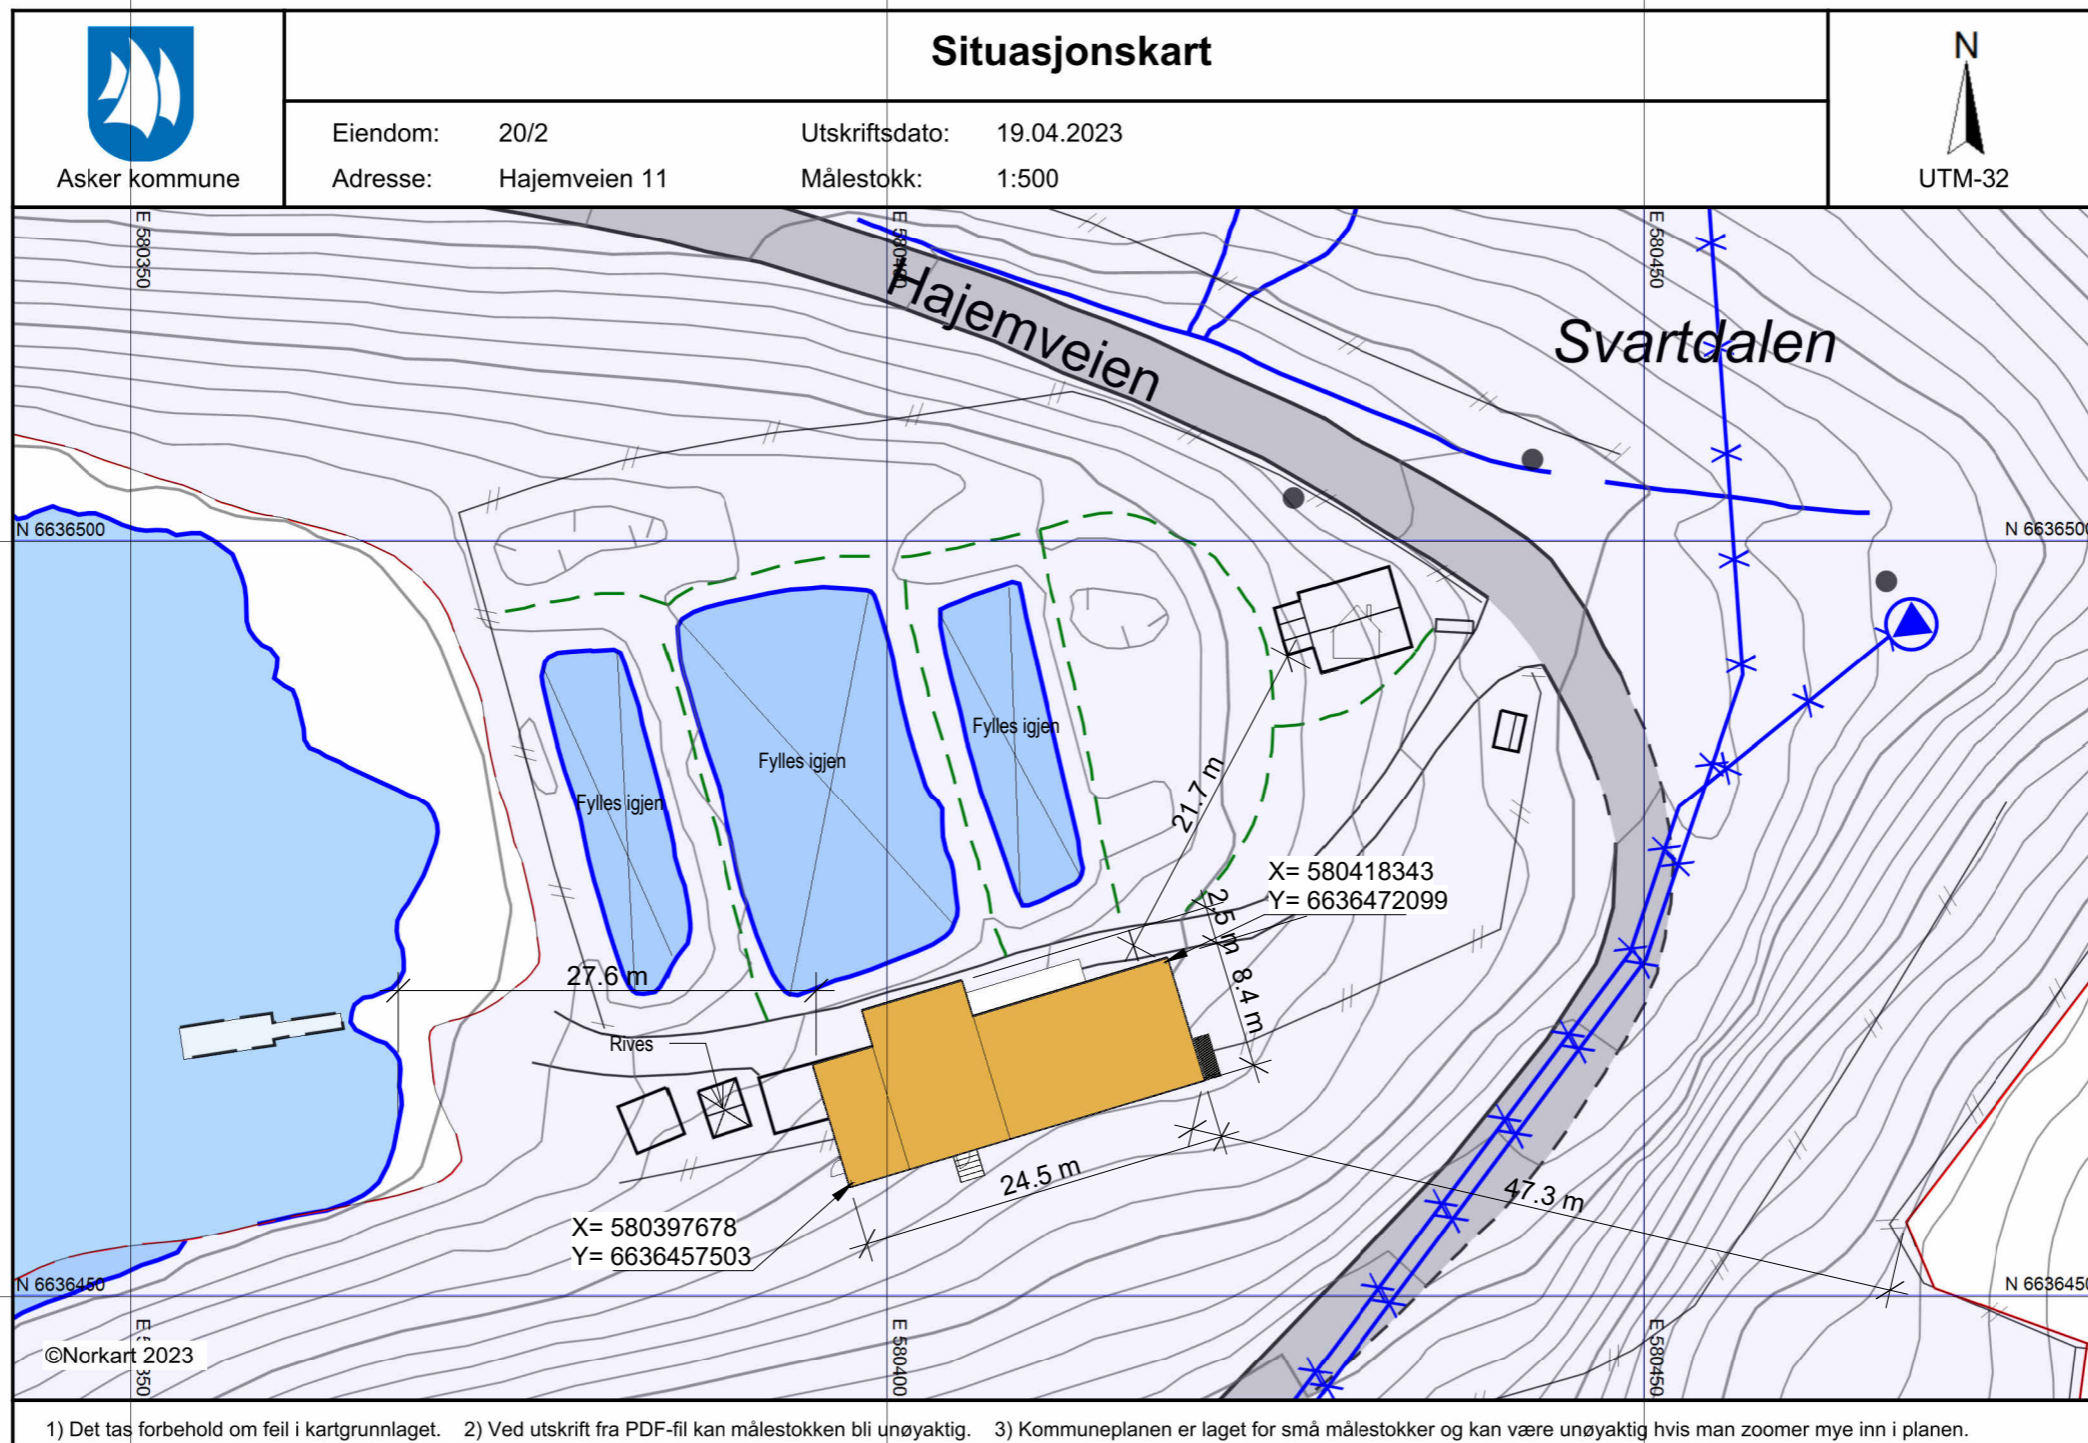 Situasjonskart
N
Eiendom: 20/2 Utskriftsdato: 19.04.2023
Asker kommune Adresse: Hajemveien 11 Målestokk: 1:500 UTM-32
E 580350
E 580400
E 580450
Hajemveien
Svartdalen
N 6636500
N 6636500
Fylles igjen
Fylles igjen
Fylles igjen
21.7 m
X= 580418343
Y= 6636472099
2.5 m
8.4 m
27.6 m
Rives
24.5 m
47.3 m
X= 580397678
Y= 6636457503
N 6636450
N 6636450
E 580350
E 580400
E 580450
©Norkart 2023
1) Det tas forbehold om feil i kartgrunnlaget. 2) Ved utskrift fra PDF-fil kan målestokken bli unøyaktig. 3) Kommuneplanen er laget for små målestokker og kan være unøyaktig hvis man zoomer mye inn i planen.